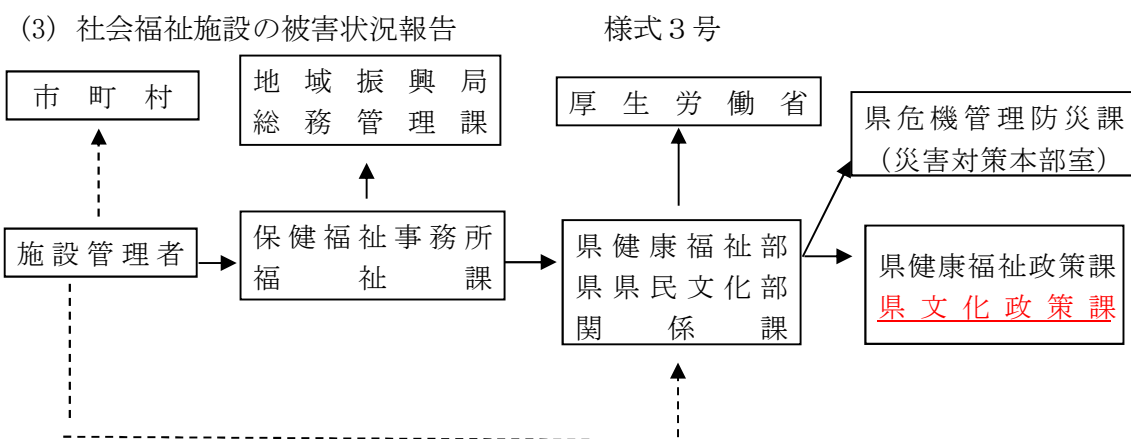 (3) 社会福祉施設の被害状況報告　様式３号
市町村
地域振興局
総務管理課
厚生労働省
県危機管理防災課
（災害対策本部室）
施設管理者
保健福祉事務所
福祉課
県健康福祉部
県県民文化部
関係課
県健康福祉政策課
県文化政策課